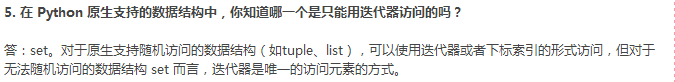 5. 在 Python 原生支持的数据结构中，你知道哪一个是只能用迭代器访问的吗？
答：set。对于原生支持随机访问的数据结构（如tuple、list），可以使用迭代器或者下标索引的形式访问，但对于
无法随机访问的数据结构 set 而言，迭代器是唯一的访问元素的方式。